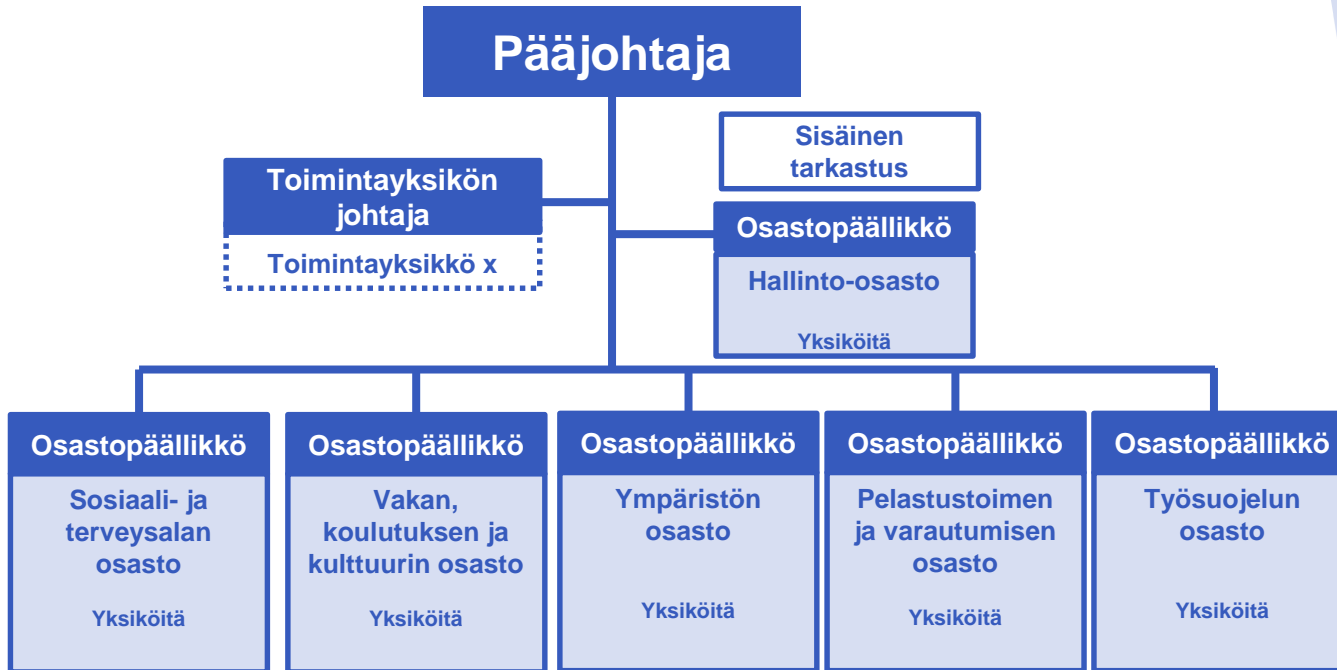 Pääjohtaja
Sisäinen
tarkastus
Toimintayksikön
johtaja
Toimintayksikkö x
Osastopäällikkö
Hallinto-osasto
Yksiköitä
Osastopäällikkö
Sosiaali- ja
terveysalan
osasto
Yksiköitä
Osastopäällikkö
Vakan,
koulutuksen ja
kulttuurin osasto
Yksiköitä
Osastopäällikkö
Ympäristön
osasto
Yksiköitä
Osastopäällikkö
Pelastustoimen
ja varautumisen
osasto
Yksiköitä
Osastopäällikkö
Työsuojelun
osasto
Yksiköitä